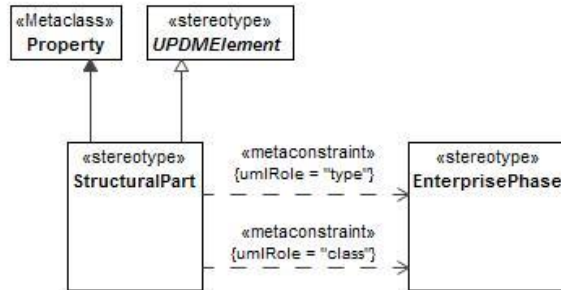 «Metaclass»
Property
«stereotype»
UPDMElement
«stereotype»
StructuralPart
«metaconstraint»
{umlRole = "type"}
«metaconstraint»
{umlRole = "class"}
«stereotype»
EnterprisePhase